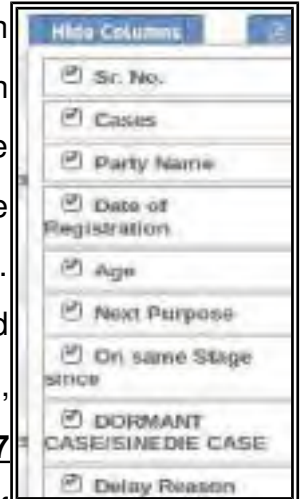 Hide Columns
Sr. No.
Cases
Party Name
Date of
Registration
Age
Next Purpose
On same Stage
since
DORMANT
CASE/SINEDIE CASE
Delay Reason